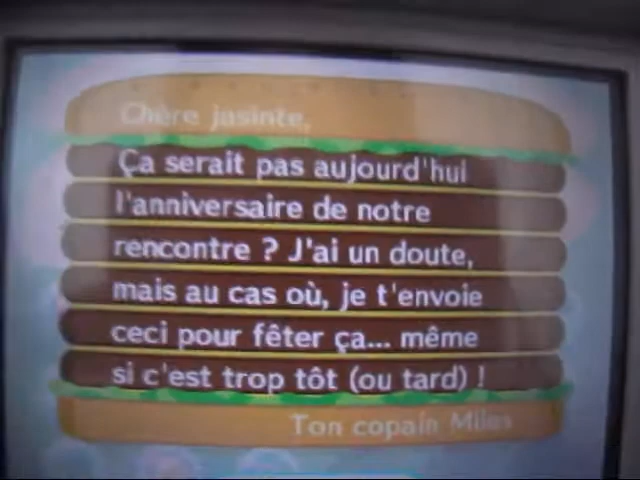 Chère jasinte,
Ça serait pas aujourd'hui
l'anniversaire de notre
rencontre ? J'ai un doute,
mais au cas où, je t'envoie
ceci pour fêter ça... même
si c'est trop tôt (ou tard) !
Ton copain Miles